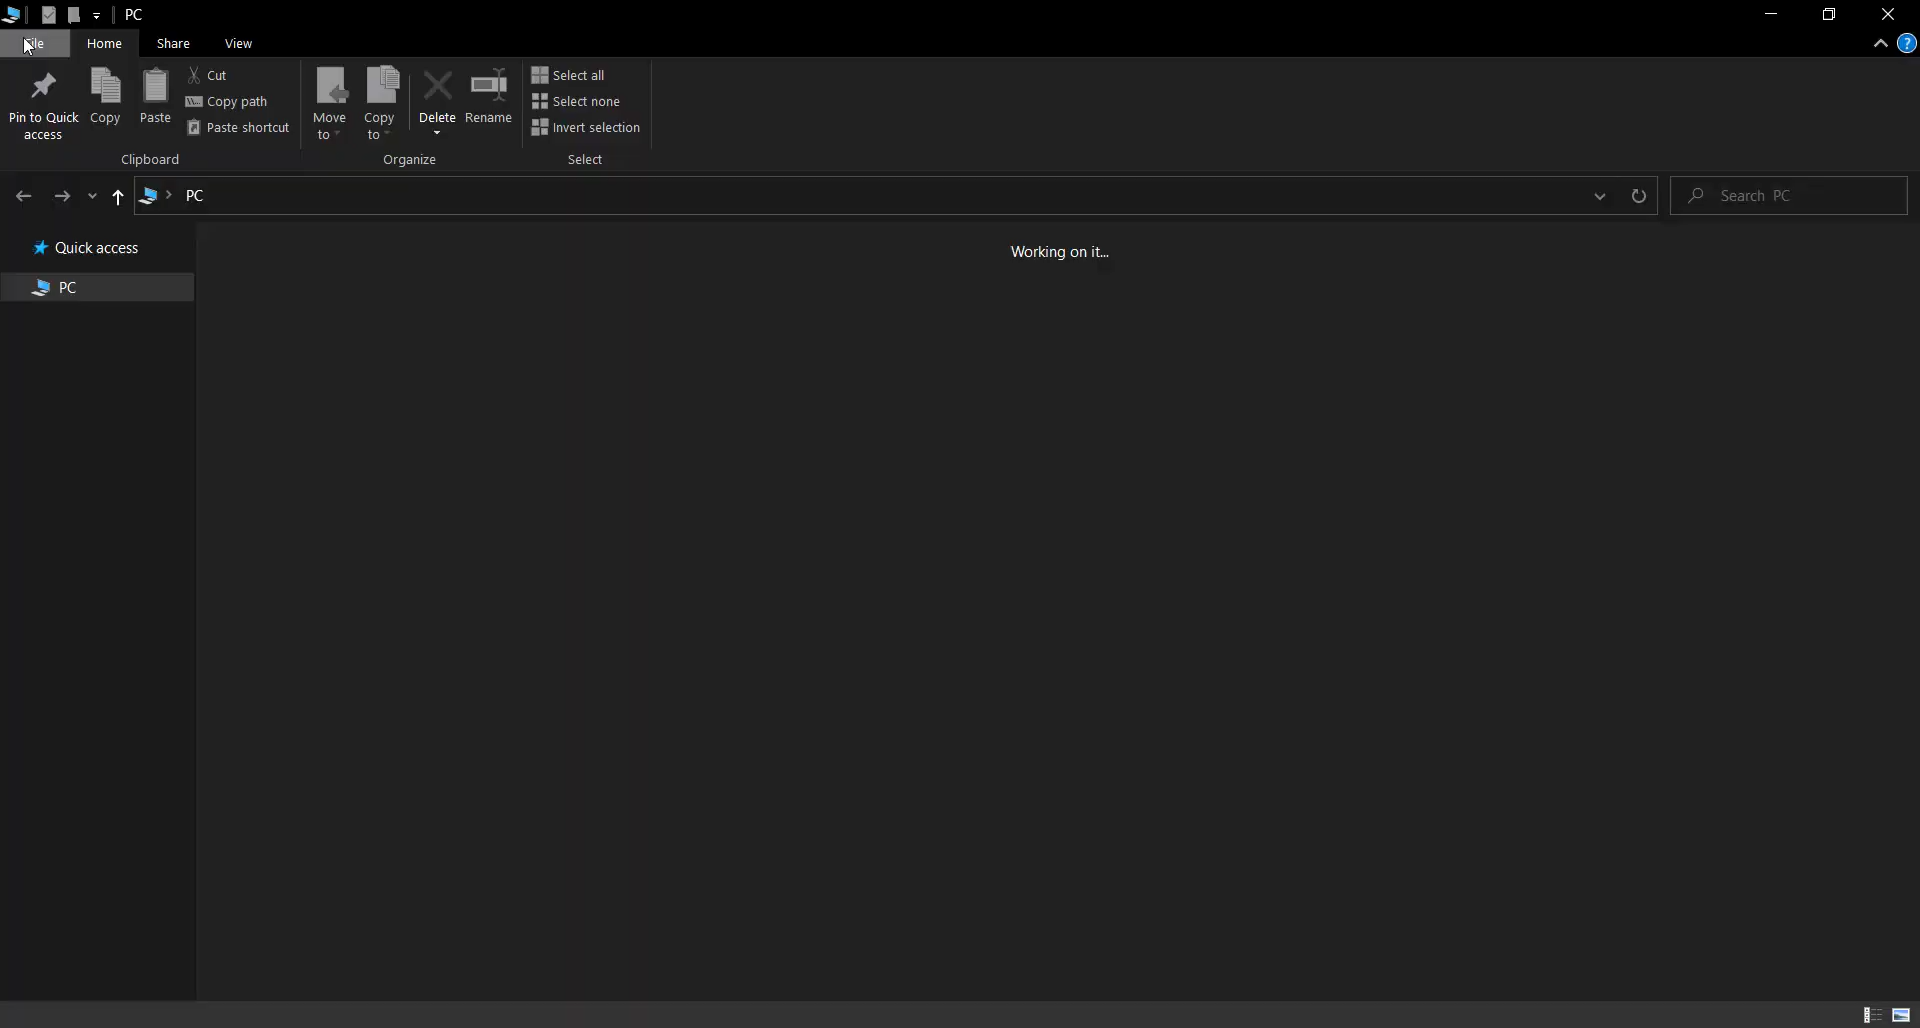 PC
File Home Share View
Pin to Quick access
Copy
Paste
Cut
Copy path
Paste shortcut
Clipboard
Move to
Copy to
Delete
Rename
Organize
Select all
Select none
Invert selection
Select
PC
Search PC
Quick access
PC
Working on it...